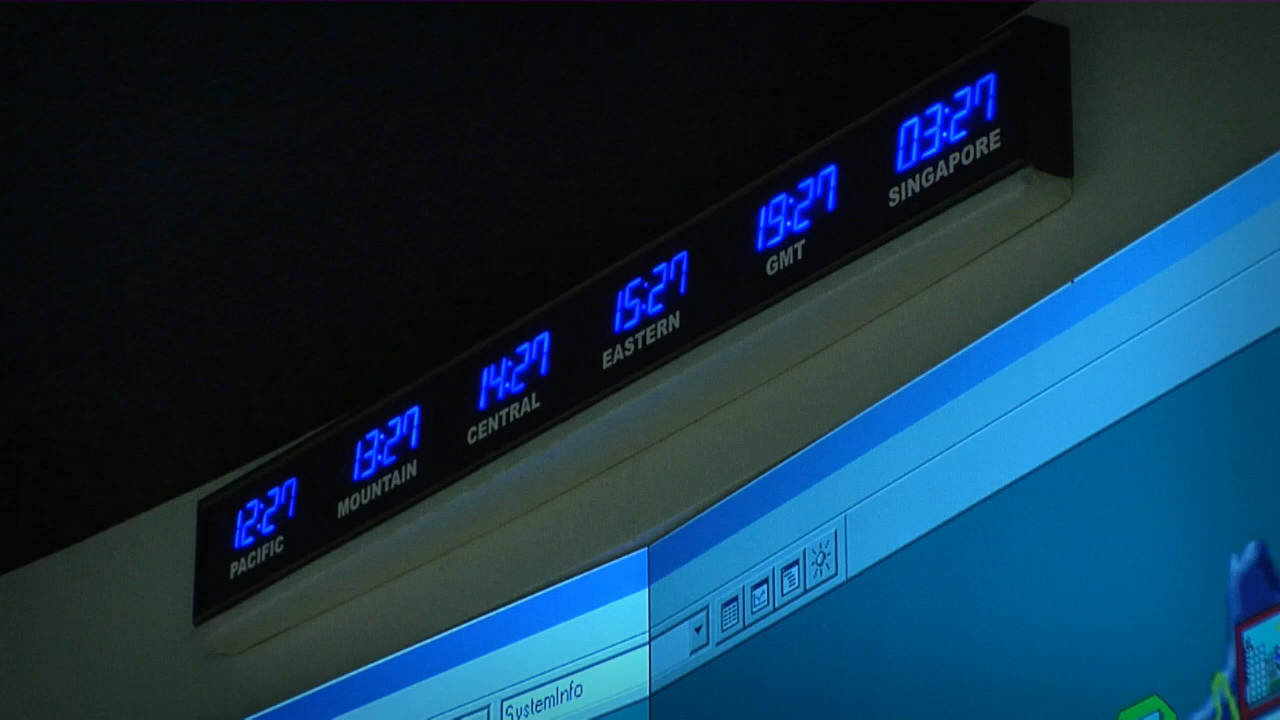 12:27
PACIFIC
13:27
MOUNTAIN
14:27
CENTRAL
15:27
EASTERN
19:27
GMT
03:27
SINGAPORE
SystemInfo